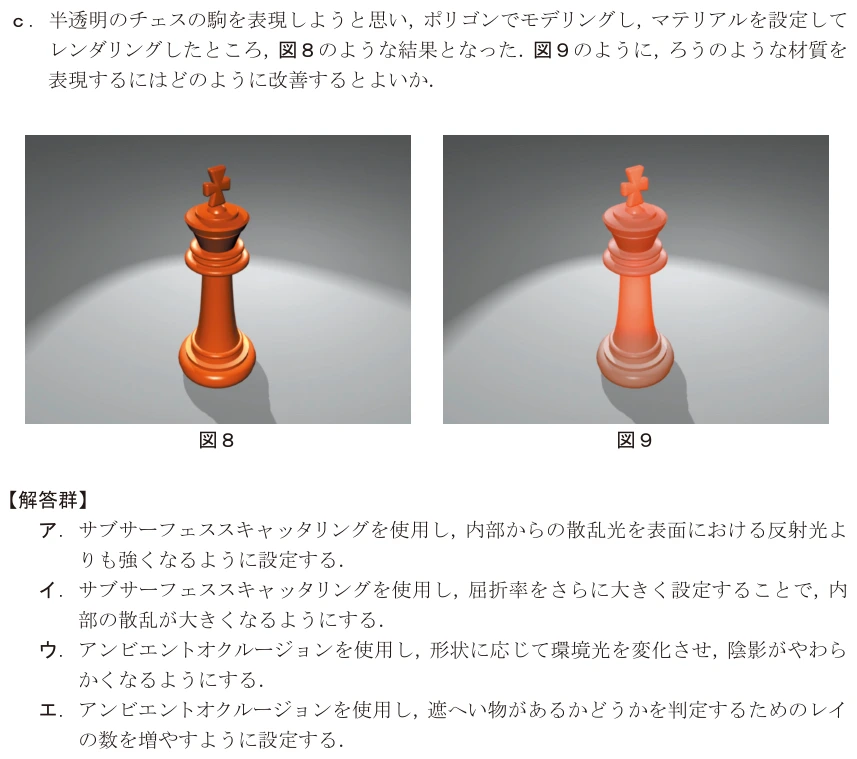 c．半透明のチェスの駒を表現しようと思い，ポリゴンでモデリングし，マテリアルを設定して
レンダリングしたところ，図8のような結果となった．図9のように，ろうのような材質を
表現するにはどのように改善するとよいか．
図8
図9
【解答群】
ア．サブサーフェススキャッタリングを使用し，内部からの散乱光を表面における反射光よ
りも強くなるように設定する．
イ．サブサーフェススキャッタリングを使用し，屈折率をさらに大きく設定することで，内
部の散乱が大きくなるようにする．
ウ．アンビエントオクルージョンを使用し，形状に応じて環境光を変化させ，陰影がやわら
かくなるようにする．
エ．アンビエントオクルージョンを使用し，遮へい物があるかどうかを判定するためのレイ
の数を増やすように設定する．